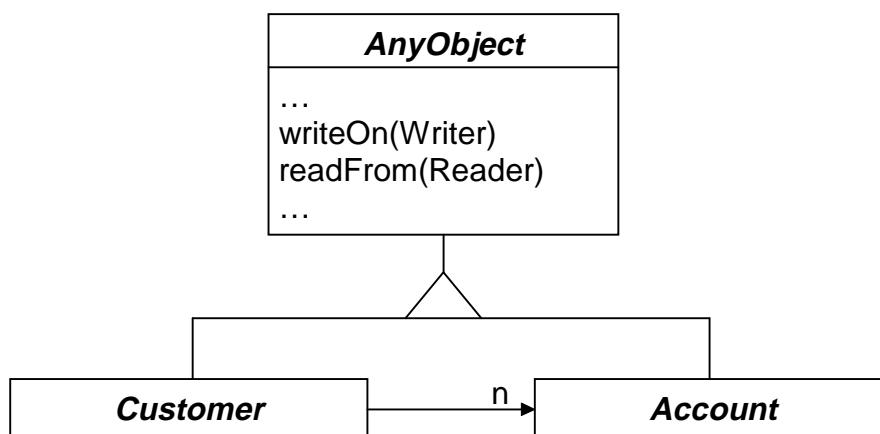 AnyObject
…
writeOn(Writer)
readFrom(Reader)
…
Customer
n
Account